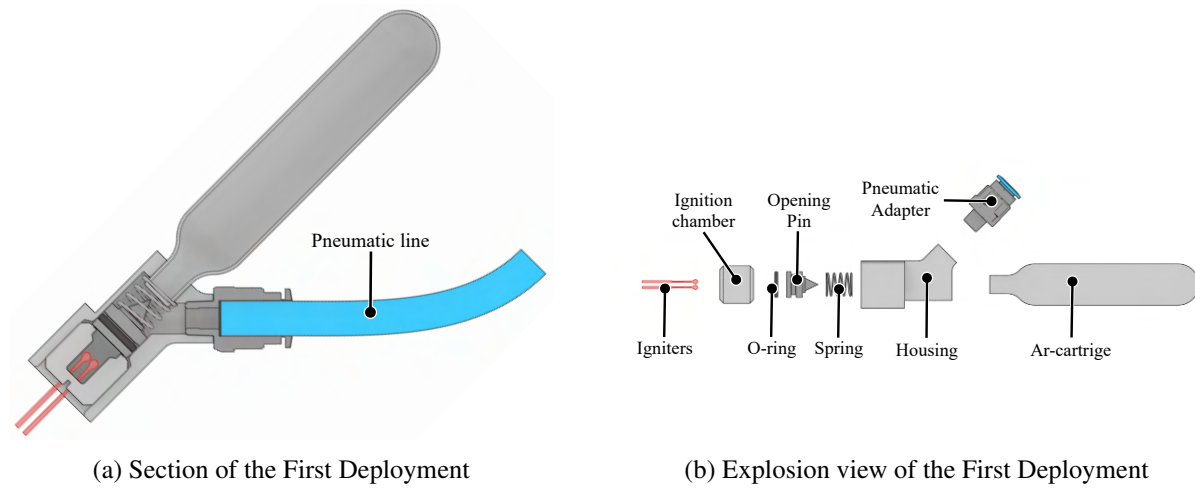 Pneumatic line
Ignition
chamber
Opening
Pin
Pneumatic
Adapter
Igniters
O-ring
Spring
Housing
Ar-cartrige
(a) Section of the First Deployment
(b) Explosion view of the First Deployment